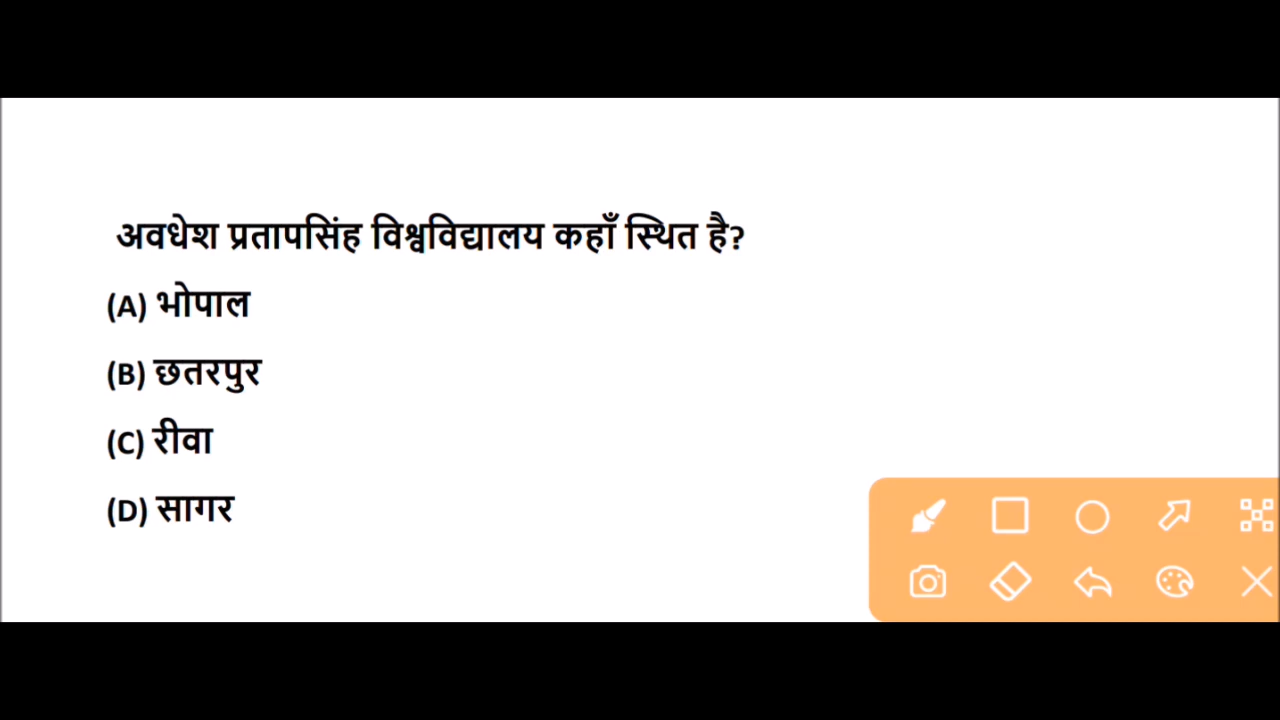 अवधेश प्रतापसिंह विश्वविद्यालय कहाँ स्थित है?
(A) भोपाल
(B) छतरपुर
(C) रीवा
(D) सागर